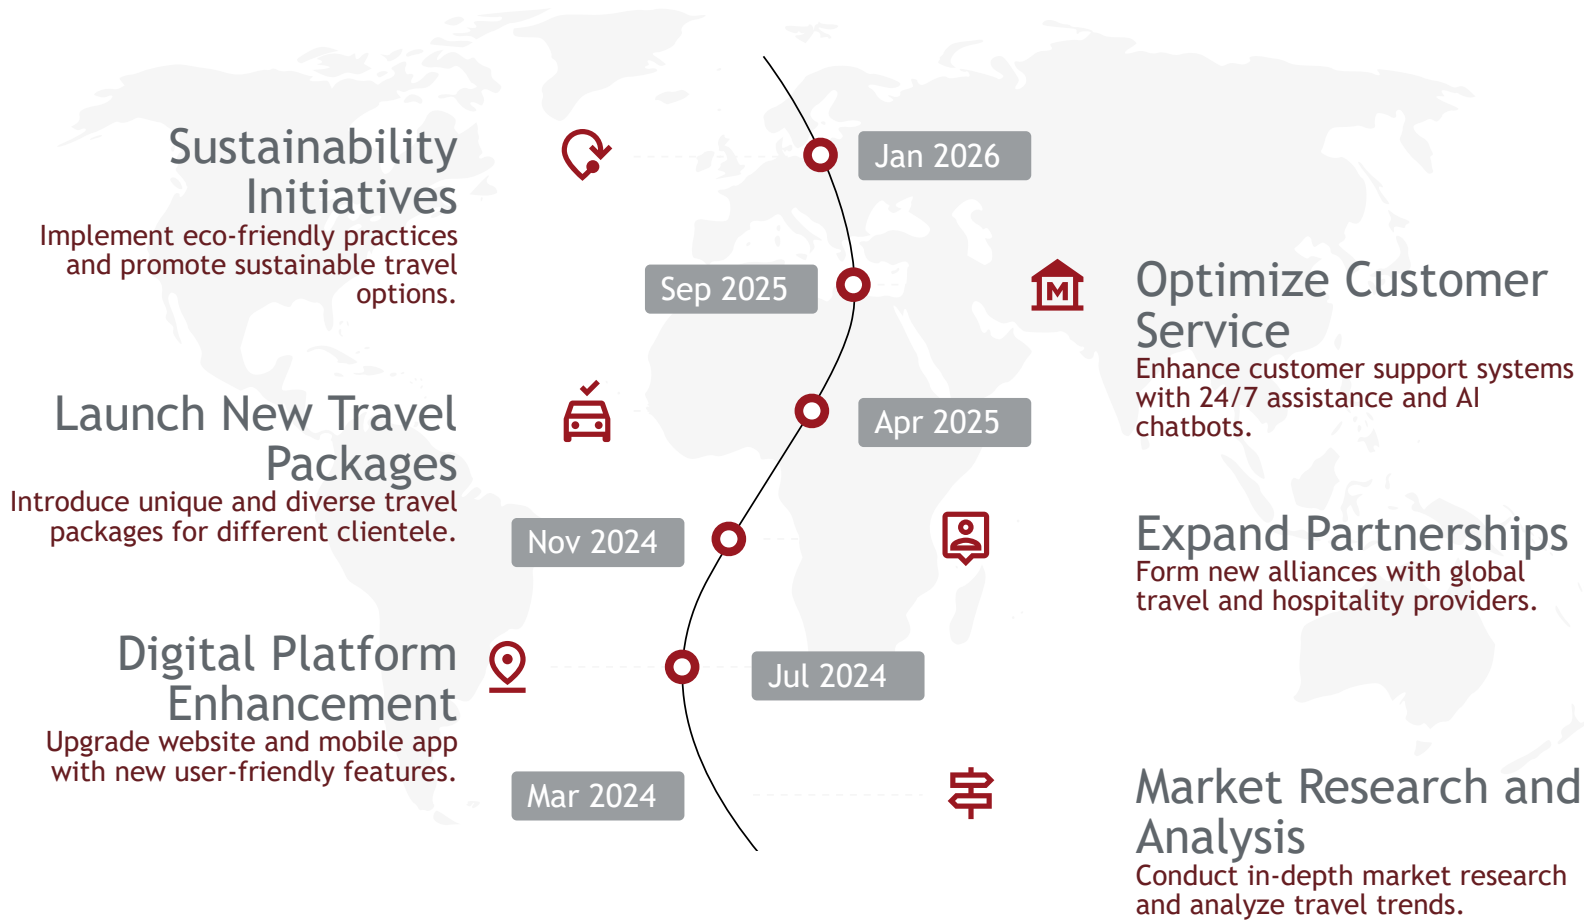 Sustainability
Initiatives
Implement eco-friendly practices
and promote sustainable travel
options.
Jan 2026
Sep 2025
M
Optimize Customer
Service
Enhance customer support systems
with 24/7 assistance and AI
chatbots.
Launch New Travel
Packages
Introduce unique and diverse travel
packages for different clientele.
Apr 2025
Nov 2024
Expand Partnerships
Form new alliances with global
travel and hospitality providers.
Digital Platform
Enhancement
Upgrade website and mobile app
with new user-friendly features.
Jul 2024
Mar 2024
Market Research and
Analysis
Conduct in-depth market research
and analyze travel trends.